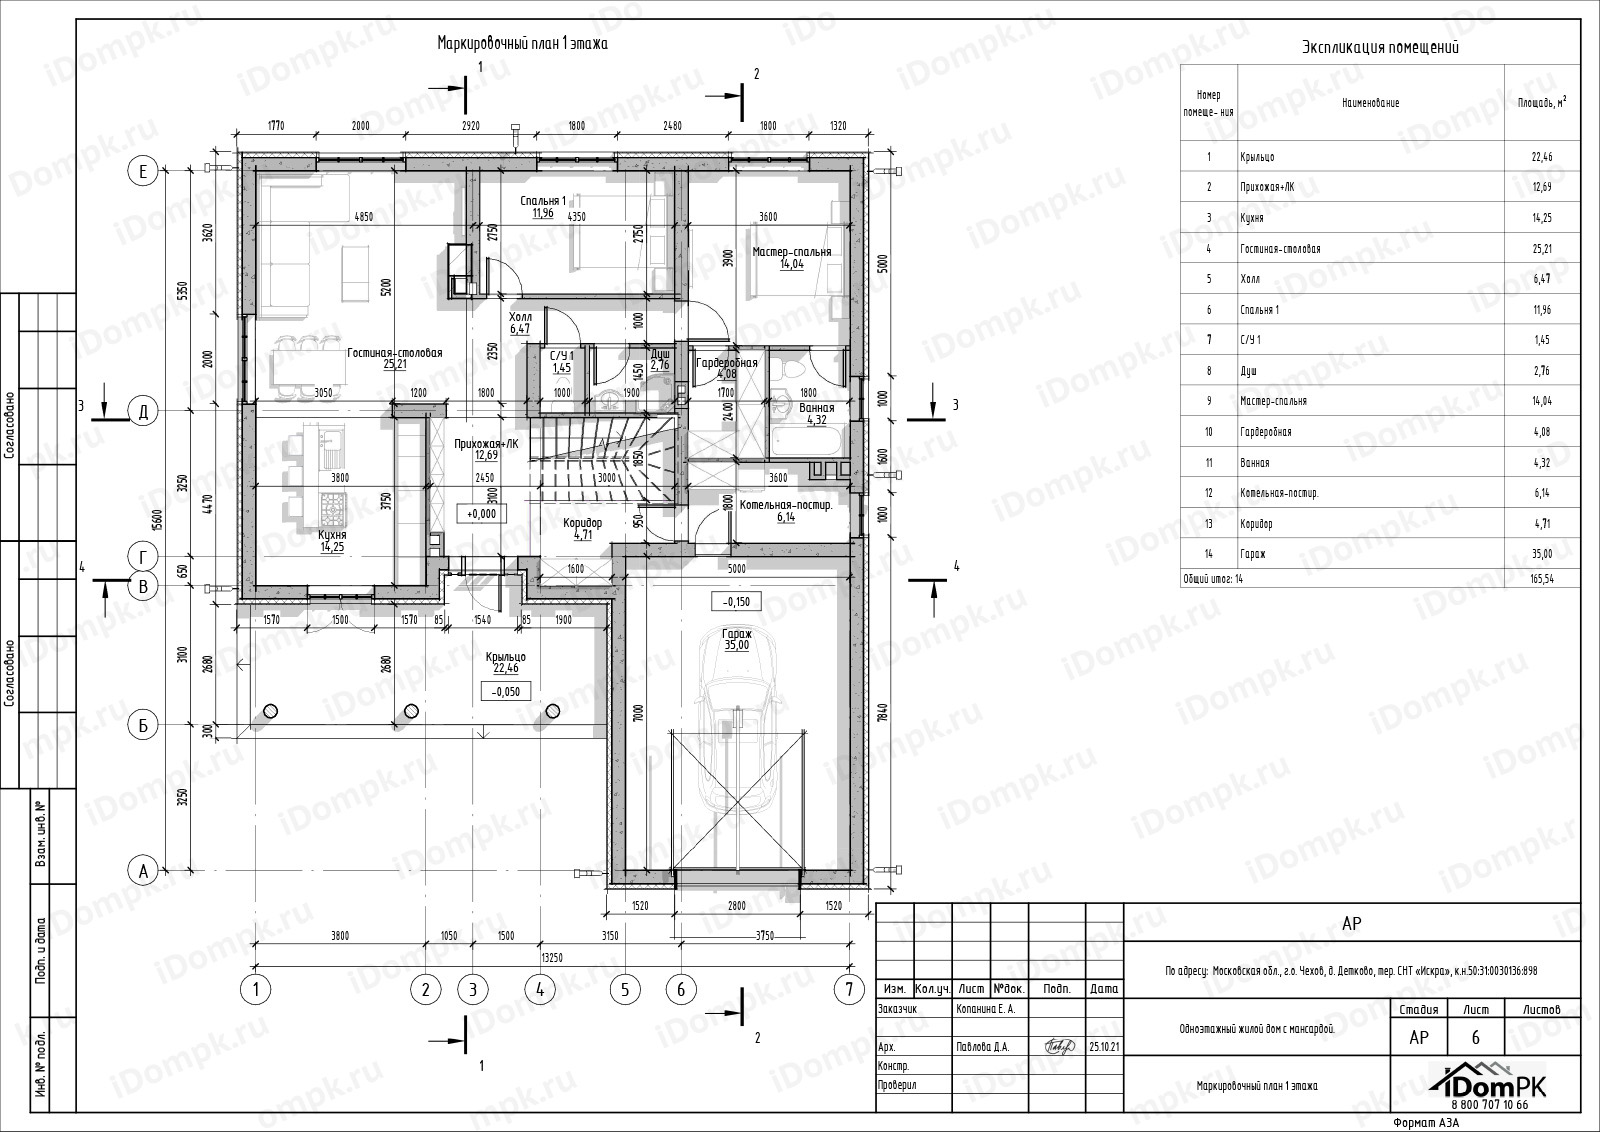 Маркировочный план 1 этажа
Экспликация помещений
Номер помеще- ния
Наименование
Площадь, м²
1 Крыльцо 22,46
2 Прихожая+ЛК 12,69
3 Кухня 14,25
4 Гостиная-столовая 25,21
5 Холл 6,47
6 Спальня 1 11,96
7 С/У 1 1,45
8 Душ 2,76
9 Мастер-спальня 14,04
10 Гардеробная 4,08
11 Ванная 4,32
12 Котельная-постир. 6,14
13 Коридор 4,71
14 Гараж 35,00
Общий итог: 14 165,54
1
2
1770 2000 2920 1800 2480 1800 1320
Е
Д
Г
В
Б
А
15600
5350
3250
650
3100
3250
3620
2000
4470
2680
300
5000
1000
1600
1000
7840
3
3
4
4
4850
4350
3600
Спальня 1
11,96
2750
2750
3900
Мастер-спальня
14,04
5200
Холл
6,47
1000
2350
Гостиная-столовая
25,21
С/У 1
1,45
1450
Душ
2,76
Гардеробная
4,08
3050 1200 1800 1000 1900 1700 1800
2400
Ванная
4,32
Прихожая+ЛК
12,69
1850
3800 2450 3000 3600
3750
3100
+0,000
950
1800
Котельная-постир.
6,14
Коридор
4,71
Кухня
14,25
1600
5000
-0,150
Гараж
35,00
1570 1500 1570 85 1540 85 1900
2680
Крыльцо
22,46
-0,050
7000
1520 2800 1520
3800 1050 1500 3150 3750
13250
1 2 3 4 5 6 7
1
2
Согласовано
Согласовано
Взам. инв. №
Подп. и дата
Инв. № подл.
АР
По адресу: Московская обл., г.о. Чехов, д. Детково, тер. СНТ «Искра», к.н.50:31:0030136:898
Изм. Кол.уч. Лист №док. Подп. Дата
Заказчик Копанина Е. А.
Арх. Павлова Д.А. 25.10.21
Констр.
Проверил
Одноэтажный жилой дом с мансардой.
Стадия Лист Листов
АР 6
Маркировочный план 1 этажа
iDomPK
8 800 707 10 66
Формат А3А
iDompk.ru